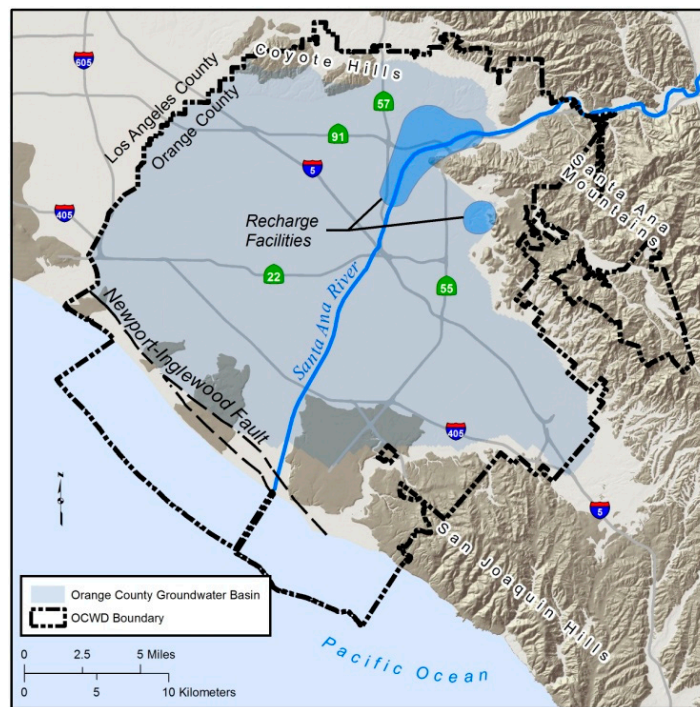 605
Los Angeles County
Orange County
Coyote Hills
57
91
5
405
Recharge
Facilities
Santa Ana
Mountains
22
55
Santa Ana River
Newport-Inglewood Fault
405
5
San Joaquin Hills
N
Orange County Groundwater Basin
OCWD Boundary
0 2.5 5 Miles
0 5 10 Kilometers
Pacific Ocean